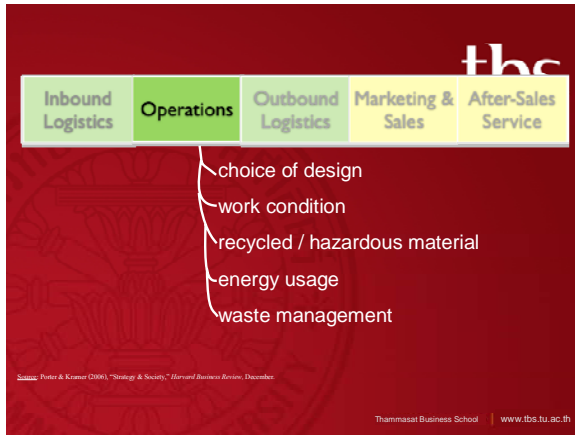 tbs
Inbound Logistics
Operations
Outbound Logistics
Marketing & Sales
After-Sales Service
choice of design
work condition
recycled / hazardous material
energy usage
waste management
Source: Porter & Kramer (2006), "Strategy & Society," Harvard Business Review, December.
Thammasat Business School | www.tbs.tu.ac.th